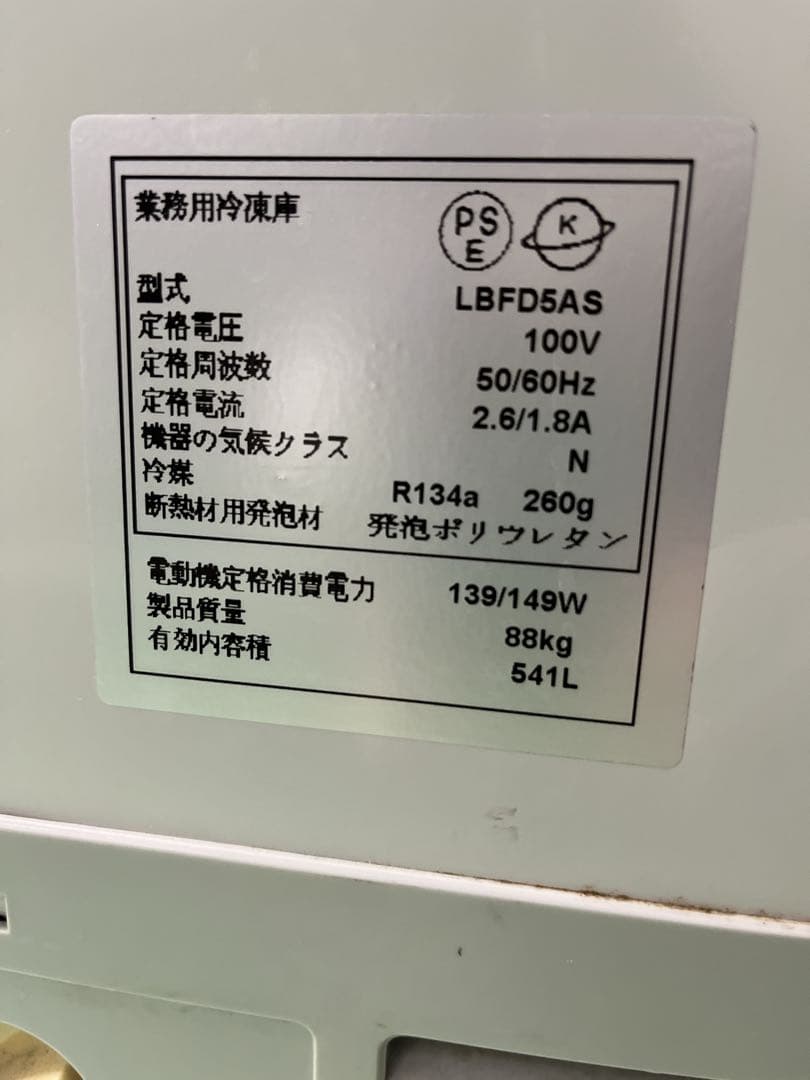 業務用冷凍庫
PS
E
K
型式 LBFD5AS
定格電圧 100V
定格周波数 50/60Hz
定格電流 2.6/1.8A
機器の気候クラス N
冷媒 R134a 260g
断熱材用発泡材 発泡ポリウレタン
電動機定格消費電力 139/149W
製品質量 88kg
有効内容積 541L